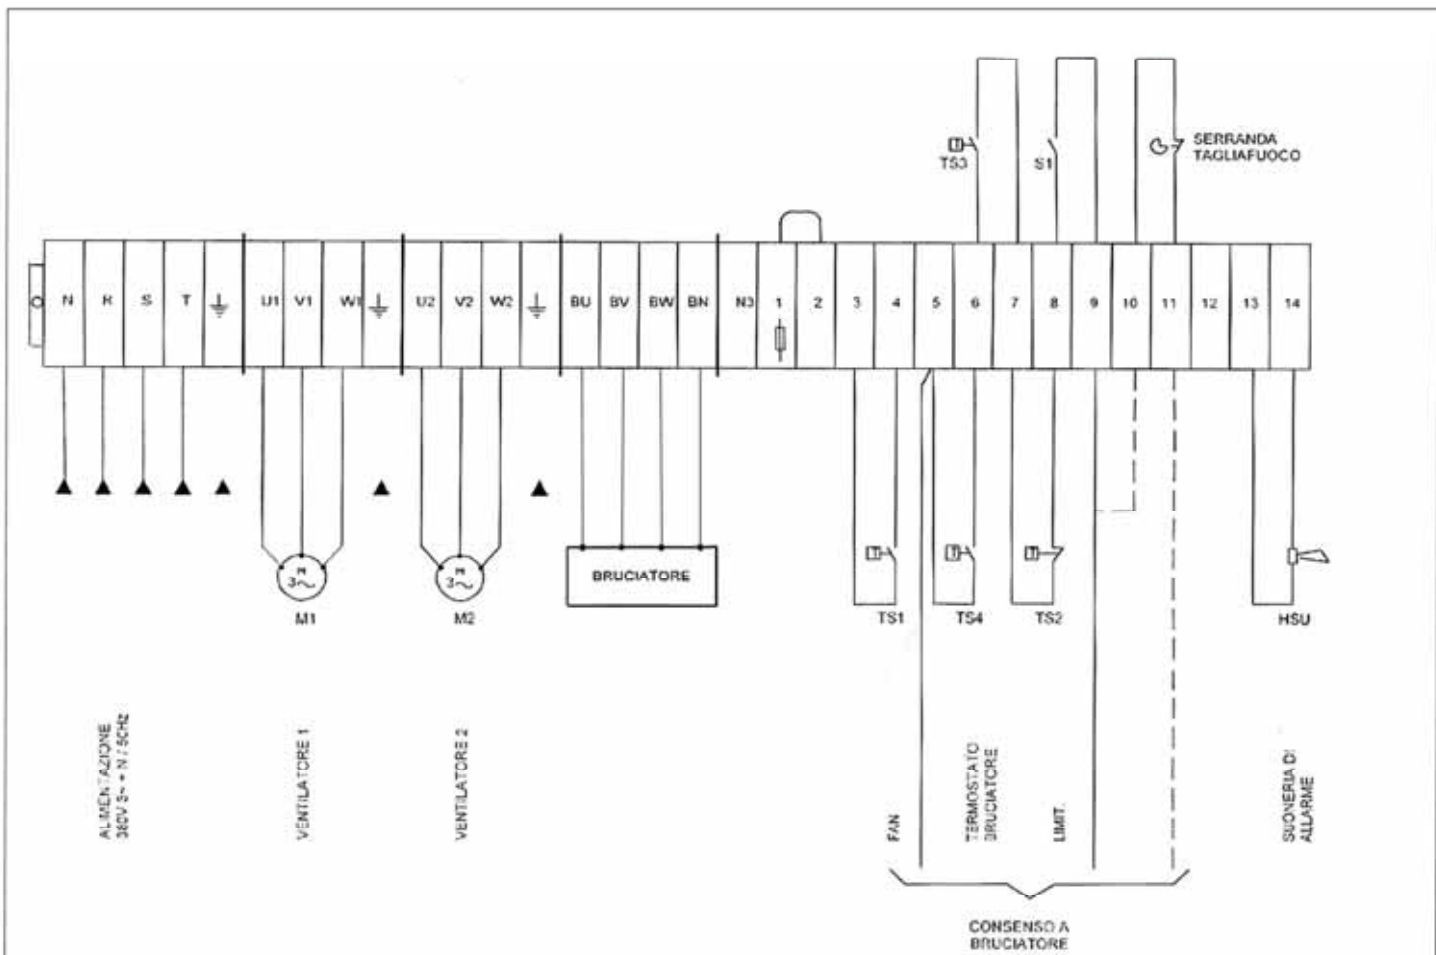 SERRANDA
TAGLIAFUOCO
TS3
S1
N R S T U1 V1 W1 U2 V2 W2 BU BV BW BN N3 1 2 3 4 5 6 7 8 9 10 11 12 13 14
M
3~
M1
M
3~
M2
BRUCIATORE
T
TS1
T
TS4
T
TS2
HSU
ALIMENTAZIONE
380V 3~ + N / 50Hz
VENTILATORE 1
VENTILATORE 2
FAN
TERMOSTATO
BRUCIATORE
LIMIT.
SUONERIA DI
ALLARME
CONSENSO A
BRUCIATORE